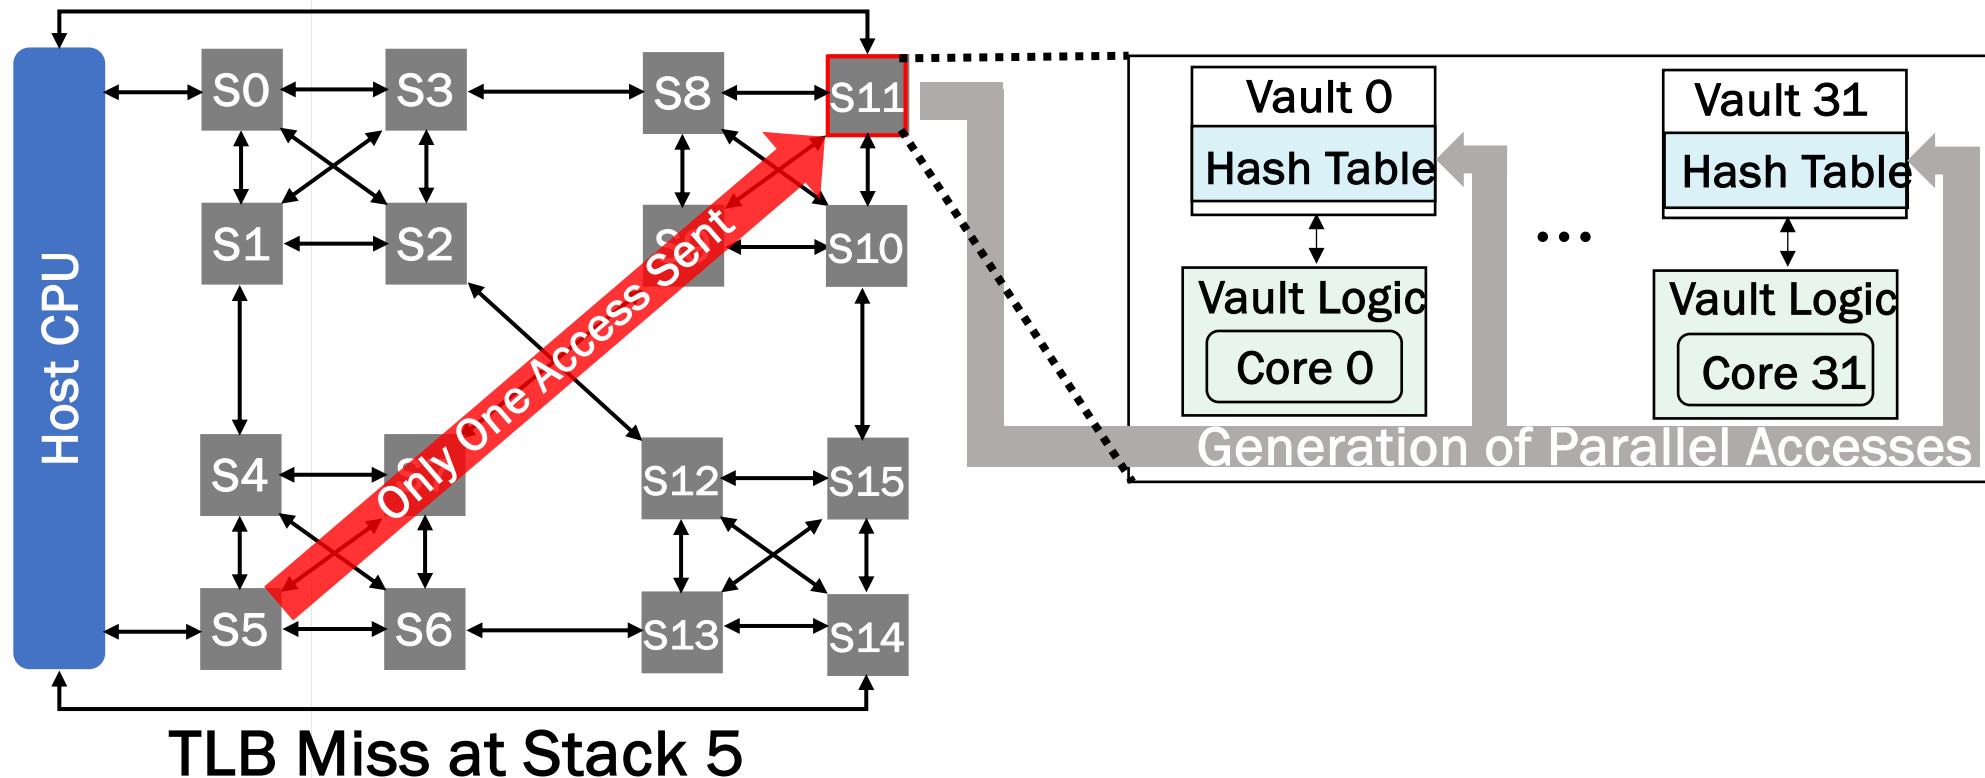 Host CPU
S0
S3
S8
S11
S1
S2
S10
Only One Access Sent
S4
S12
S15
S5
S6
S13
S14
TLB Miss at Stack 5
Vault 0
Hash Table
Vault Logic
Core 0
...
Vault 31
Hash Table
Vault Logic
Core 31
Generation of Parallel Accesses